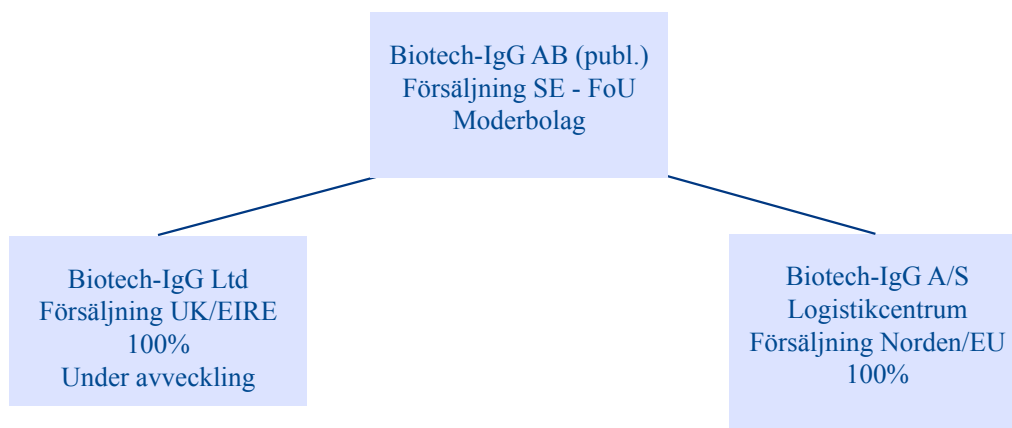 Biotech-IgG AB (publ.)
Försäljning SE - FoU
Moderbolag
Biotech-IgG Ltd
Försäljning UK/EIRE
100%
Under avveckling
Biotech-IgG A/S
Logistikcentrum
Försäljning Norden/EU
100%